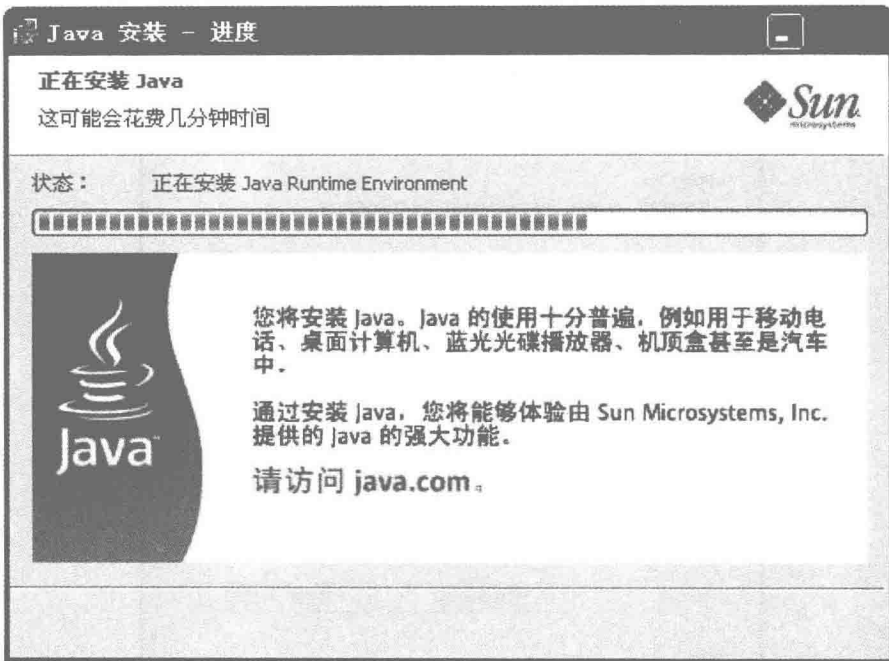 Java 安装 - 进度
正在安装 Java
这可能会花费几分钟时间
Sun
microsystems
状态： 正在安装 Java Runtime Environment
您将安装 Java。Java 的使用十分普遍，例如用于移动电
话、桌面计算机、蓝光光碟播放器、机顶盒甚至是汽车
中。
通过安装 Java，您将能够体验由 Sun Microsystems, Inc.
提供的 Java 的强大功能。
请访问 java.com。
Java™